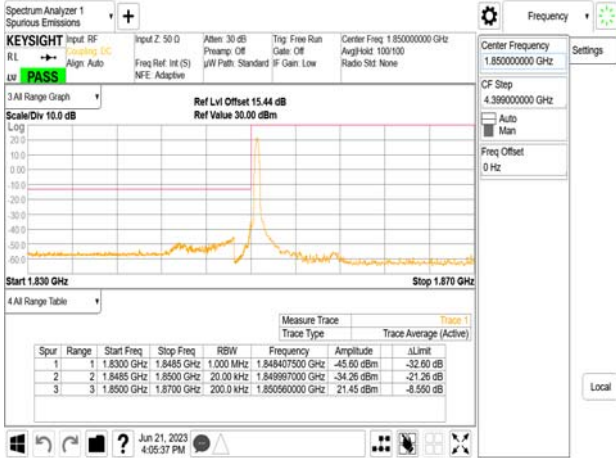 Spectrum Analyzer 1
Spurious Emissions
Frequency
KEYSIGHT Input: RF Input Z: 50 Ω Atten: 30 dB Trig: Free Run Center Freq: 1.850000000 GHz
RL Coupling: DC Preamp: Off Gate: Off Avg|Hold: 100/100
Align: Auto Freq Ref: Int (S) µW Path: Standard IF Gain: Low Radio Std: None
LV PASS NFE: Adaptive
Center Frequency
1.850000000 GHz
Settings
CF Step
4.399000000 GHz
Auto
Man
Freq Offset
0 Hz
Local
3 All Range Graph
Ref Lvl Offset 15.44 dB
Scale/Div 10.0 dB Ref Value 30.00 dBm
Log
20.0
10.0
0.00
-10.0
-20.0
-30.0
-40.0
-50.0
-60.0
Start 1.830 GHz Stop 1.870 GHz
4 All Range Table
Measure Trace Trace 1
Trace Type Trace Average (Active)
Spur Range Start Freq Stop Freq RBW Frequency Amplitude ΔLimit
1 1 1.8300 GHz 1.8485 GHz 1.000 MHz 1.848407500 GHz -45.60 dBm -32.60 dB
2 2 1.8485 GHz 1.8500 GHz 20.00 kHz 1.849997000 GHz -34.26 dBm -21.26 dB
3 3 1.8500 GHz 1.8700 GHz 200.0 kHz 1.850560000 GHz 21.45 dBm -8.550 dB
Jun 21, 2023
4:05:37 PM